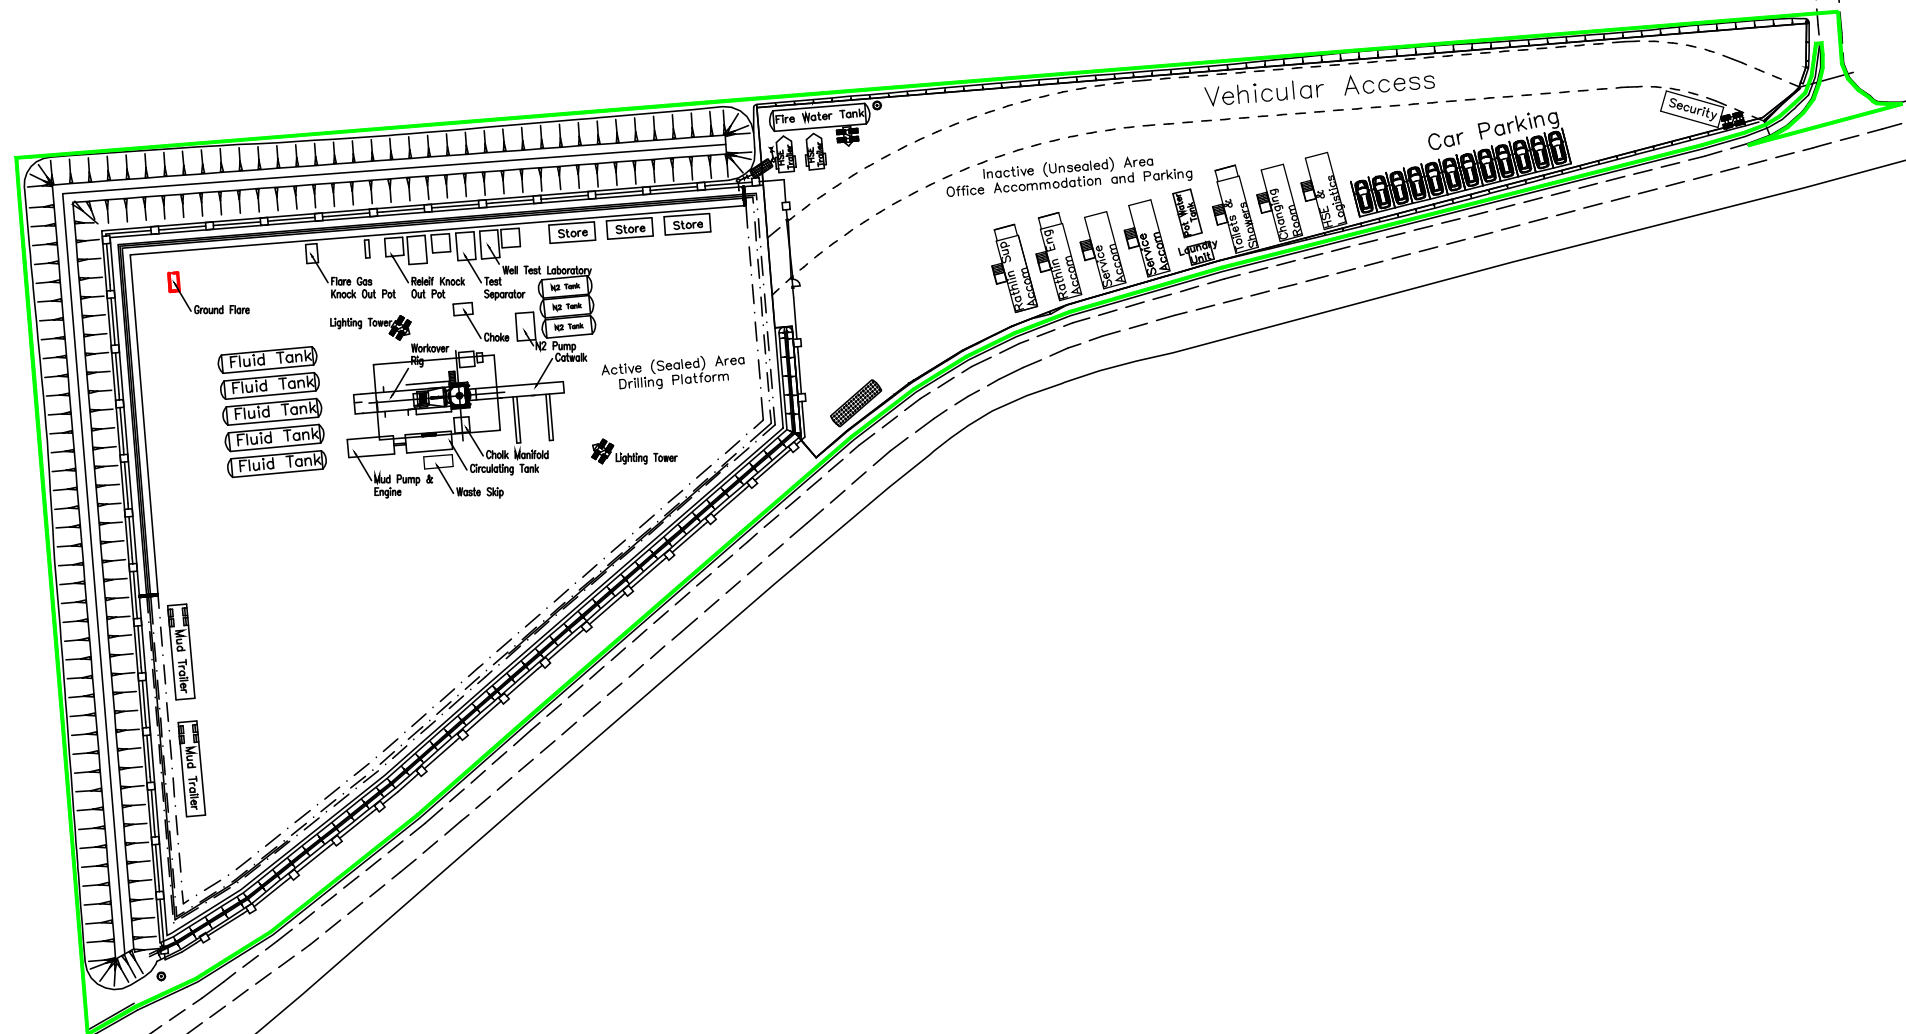 Vehicular Access
Fire Water Tank
HSE
Trailer
HSE
Trailer
Security
Car Parking
Inactive (Unsealed) Area
Office Accommodation and Parking
Rathlin Sup
Accom
Rathlin Eng
Accom
Service
Accom
Service
Accom
Pot Water
Tank
Laundry
Unit
Toilets &
Showers
Changing
Room
HSE &
Logistics
Store
Store
Store
Ground Flare
Flare Gas
Knock Out Pot
Releif Knock
Out Pot
Test
Separator
Well Test Laboratory
N2 Tank
N2 Tank
N2 Tank
Lighting Tower
Choke
N2 Pump
Catwalk
Workover
Rig
Fluid Tank
Fluid Tank
Fluid Tank
Fluid Tank
Fluid Tank
Active (Sealed) Area
Drilling Platform
Cholk Manifold
Circulating Tank
Lighting Tower
Mud Pump &
Engine
Waste Skip
Mud Trailer
Mud Trailer